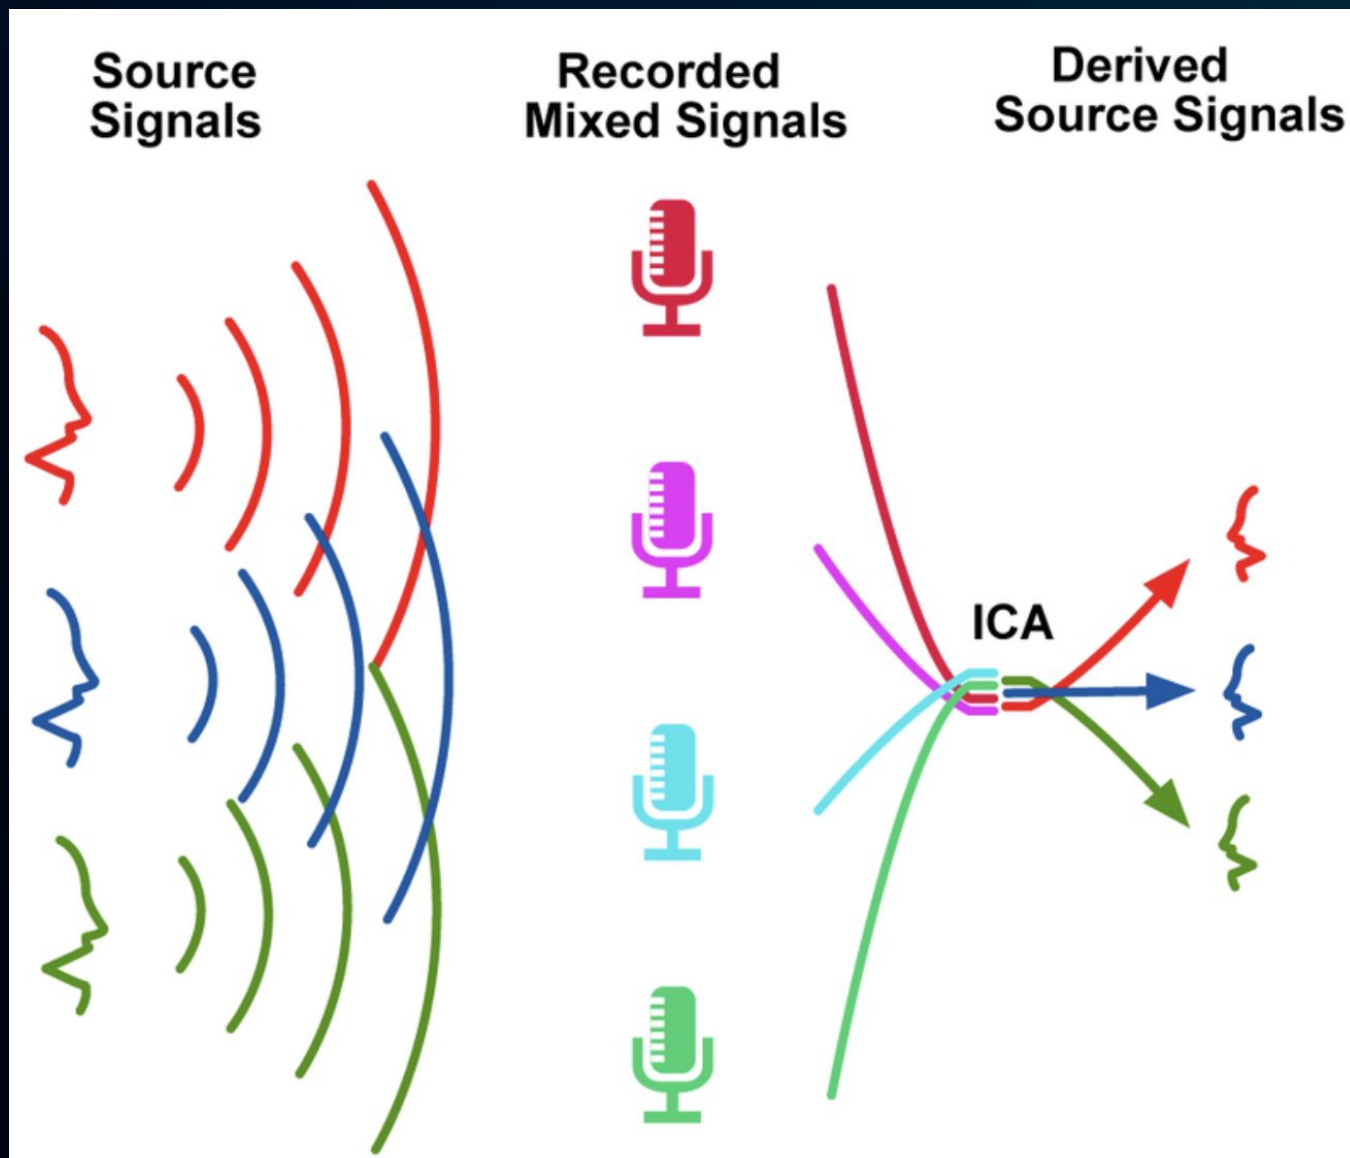 Source
Signals
Recorded
Mixed Signals
Derived
Source Signals
ICA